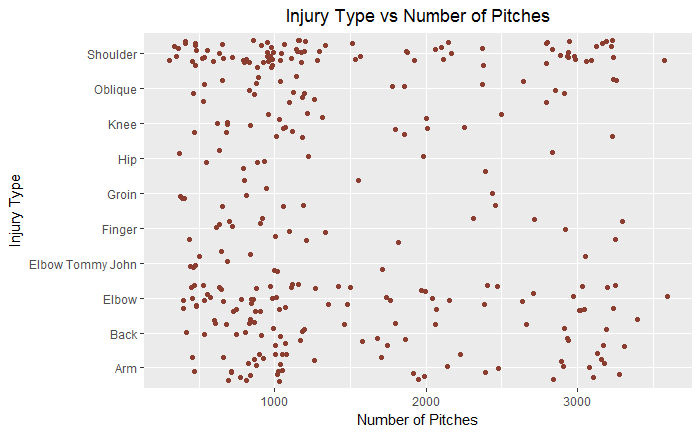 Injury Type vs Number of Pitches
Injury Type
Shoulder
Oblique
Knee
Hip
Groin
Finger
Elbow Tommy John
Elbow
Back
Arm
1000
2000
3000
Number of Pitches